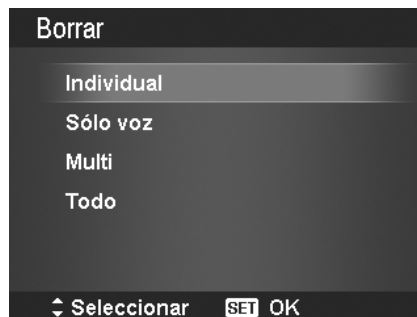 Borrar
Individual
Sólo voz
Multi
Todo
Seleccionar SET OK